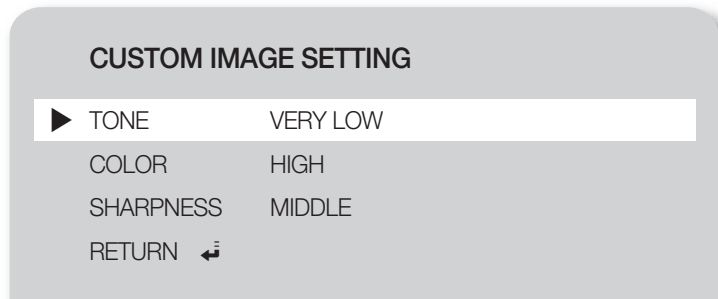 CUSTOM IMAGE SETTING
TONE VERY LOW
COLOR HIGH
SHARPNESS MIDDLE
RETURN